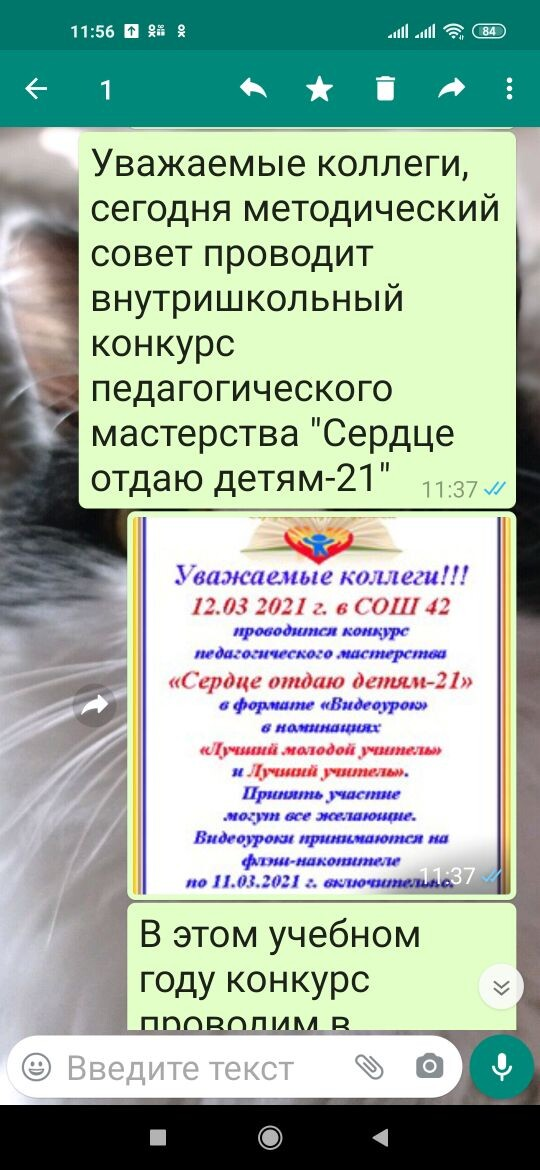 11:56
84
1
Уважаемые коллеги,
сегодня методический
совет проводит
внутришкольный
конкурс
педагогического
мастерства "Сердце
отдаю детям-21"
11:37
Уважаемые коллеги!!!
12.03 2021 г. в СОШ 42
проводится конкурс
педагогического мастерства
«Сердце отдаю детям-21»
в формате «Видеоурок»
в номинациях
«Лучший молодой учитель»
и Лучший учитель».
Принять участие
могут все желающие.
Видеоуроки принимаются на
флэш-накопителе
по 11.03.2021 г. включительно.
11:37
В этом учебном
году конкурс
проводим в
Введите текст